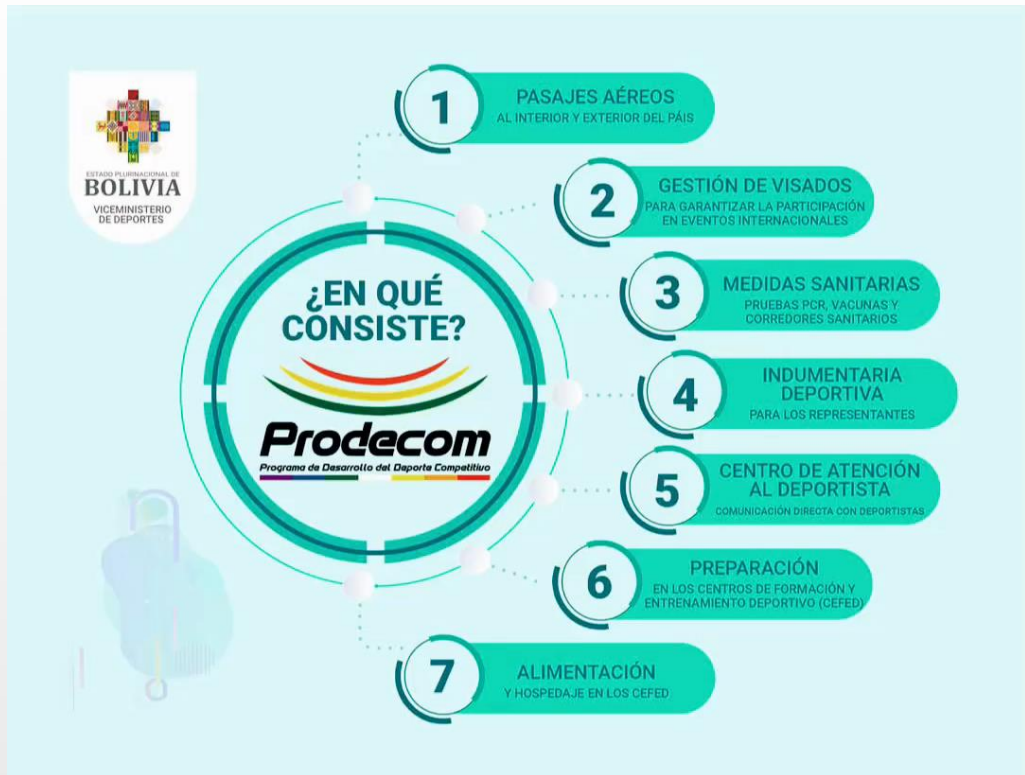 ESTADO PLURINACIONAL DE
BOLIVIA
VICEMINISTERIO
DE DEPORTES
¿EN QUÉ
CONSISTE?
Prodecom
Programa de Desarrollo del Deporte Competitivo
1
PASAJES AÉREOS
AL INTERIOR Y EXTERIOR DEL PÁIS
2
GESTIÓN DE VISADOS
PARA GARANTIZAR LA PARTICIPACIÓN
EN EVENTOS INTERNACIONALES
3
MEDIDAS SANITARIAS
PRUEBAS PCR, VACUNAS Y
CORREDORES SANITARIOS
4
INDUMENTARIA
DEPORTIVA
PARA LOS REPRESENTANTES
5
CENTRO DE ATENCIÓN
AL DEPORTISTA
COMUNICACIÓN DIRECTA CON DEPORTISTAS
6
PREPARACIÓN
EN LOS CENTROS DE FORMACIÓN Y
ENTRENAMIENTO DEPORTIVO (CEFED)
7
ALIMENTACIÓN
Y HOSPEDAJE EN LOS CEFED